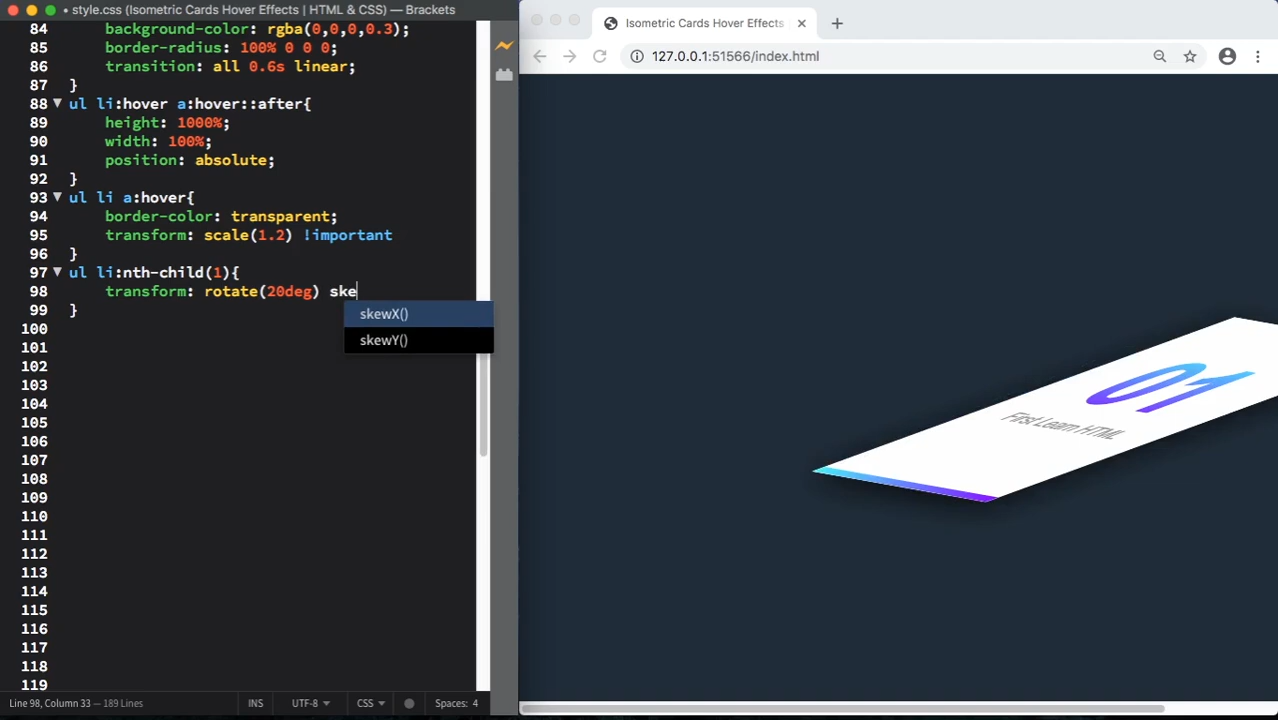 style.css (Isometric Cards Hover Effects | HTML & CSS) — Brackets
84 background-color: rgba(0,0,0,0.3);
85 border-radius: 100% 0 0 0;
86 transition: all 0.6s linear;
87 }
88 ul li:hover a:hover::after{
89 height: 1000%;
90 width: 100%;
91 position: absolute;
92 }
93 ul li a:hover{
94 border-color: transparent;
95 transform: scale(1.2) !important
96 }
97 ul li:nth-child(1){
98 transform: rotate(20deg) ske
skewX()
99 }
skewY()
100
101
102
103
104
105
106
107
108
109
110
111
112
113
114
115
116
117
118
119
Line 98, Column 33 — 189 Lines
INS
UTF-8
CSS
Spaces: 4
Isometric Cards Hover Effects
127.0.0.1:51566/index.html
01
First Learn HTML